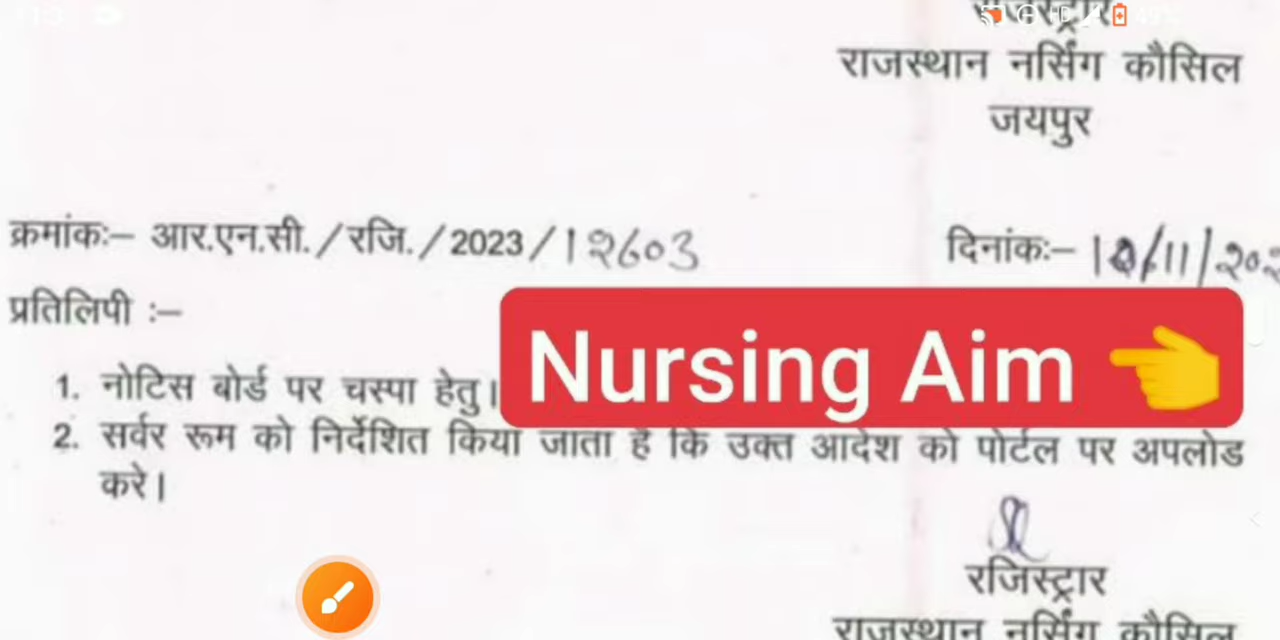 रजिस्ट्रार
राजस्थान नर्सिंग कौसिल
जयपुर
क्रमांकः– आर.एन.सी./रजि./2023/12603
दिनांकः–
प्रतिलिपी :–
Nursing Aim
1. नोटिस बोर्ड पर चस्पा हेतु।
2. सर्वर रूम को निर्देशित किया जाता है कि उक्त आदेश को पोर्टल पर अपलोड
करे।
रजिस्ट्रार
राजस्थान नर्सिंग कौसिल